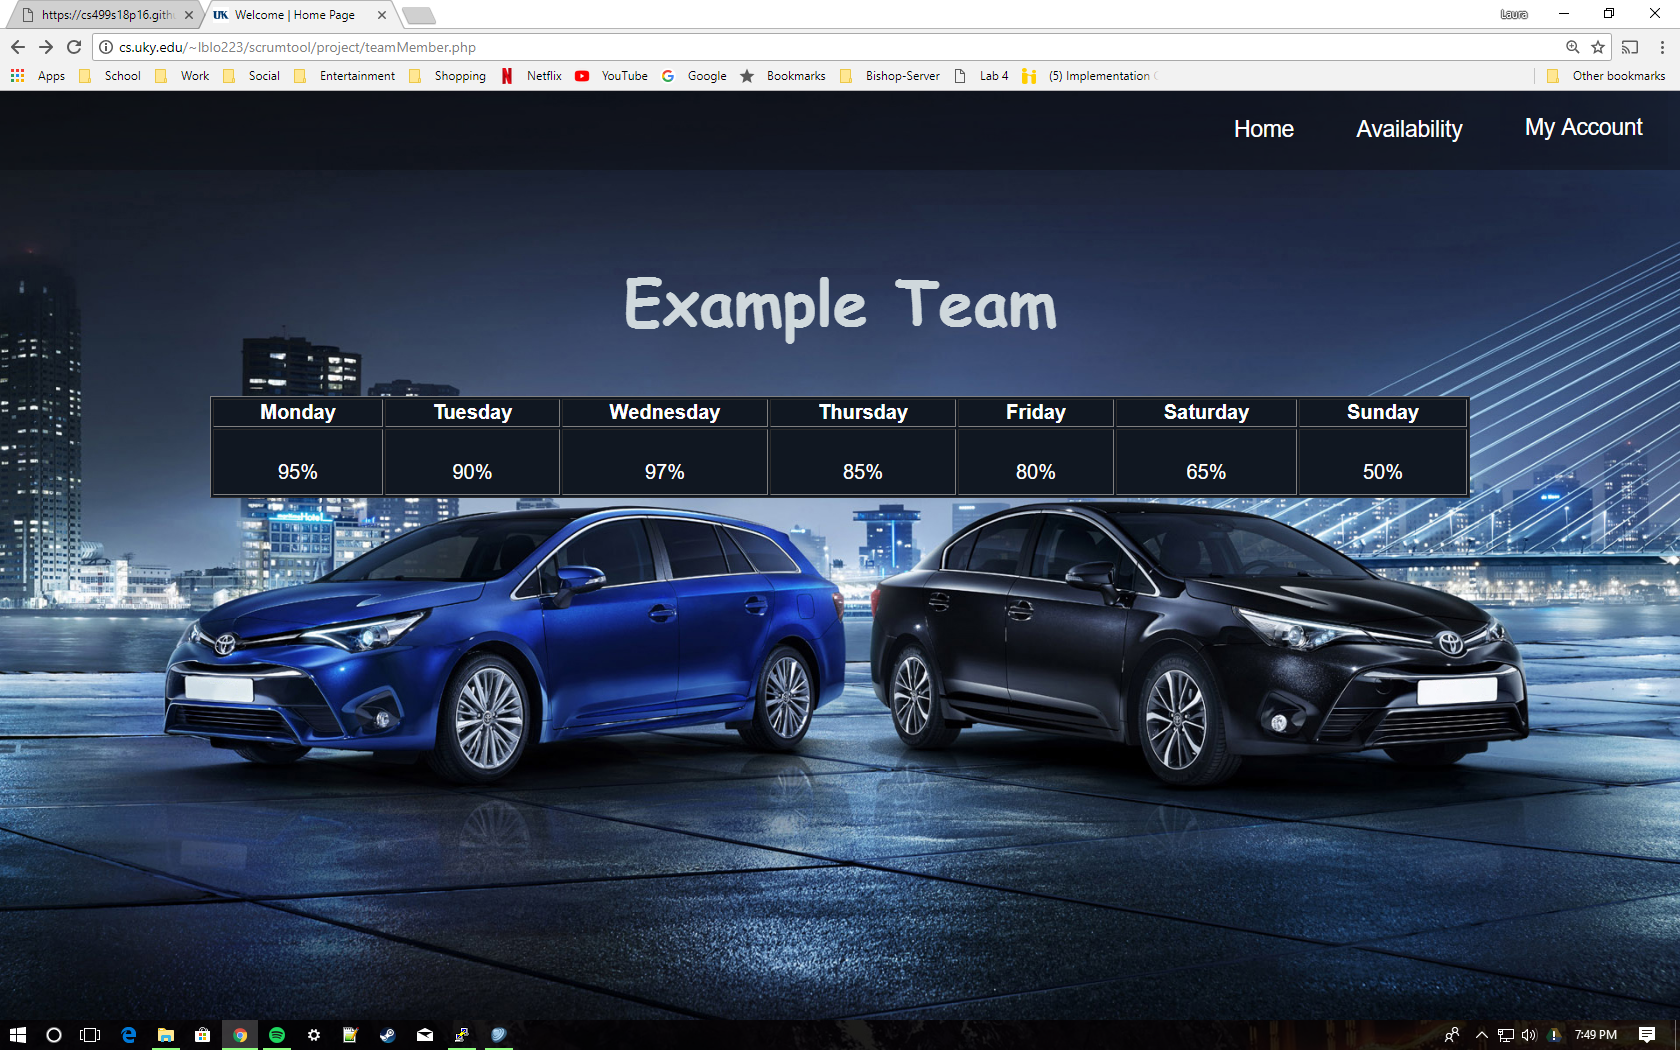 https://cs499s18p16.gith
Welcome | Home Page
Laura
cs.uky.edu/~lblo223/scrumtool/project/teamMember.php
Apps School Work Social Entertainment Shopping Netflix YouTube Google Bookmarks Bishop-Server Lab 4 (5) Implementation Other bookmarks
Home Availability My Account
Example Team
Monday Tuesday Wednesday Thursday Friday Saturday Sunday
95% 90% 97% 85% 80% 65% 50%
7:49 PM